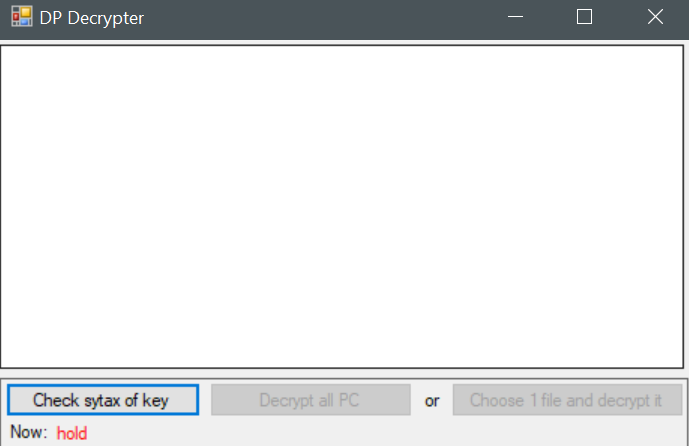 DP Decrypter
Check sytax of key Decrypt all PC or Choose 1 file and decrypt it
Now: hold